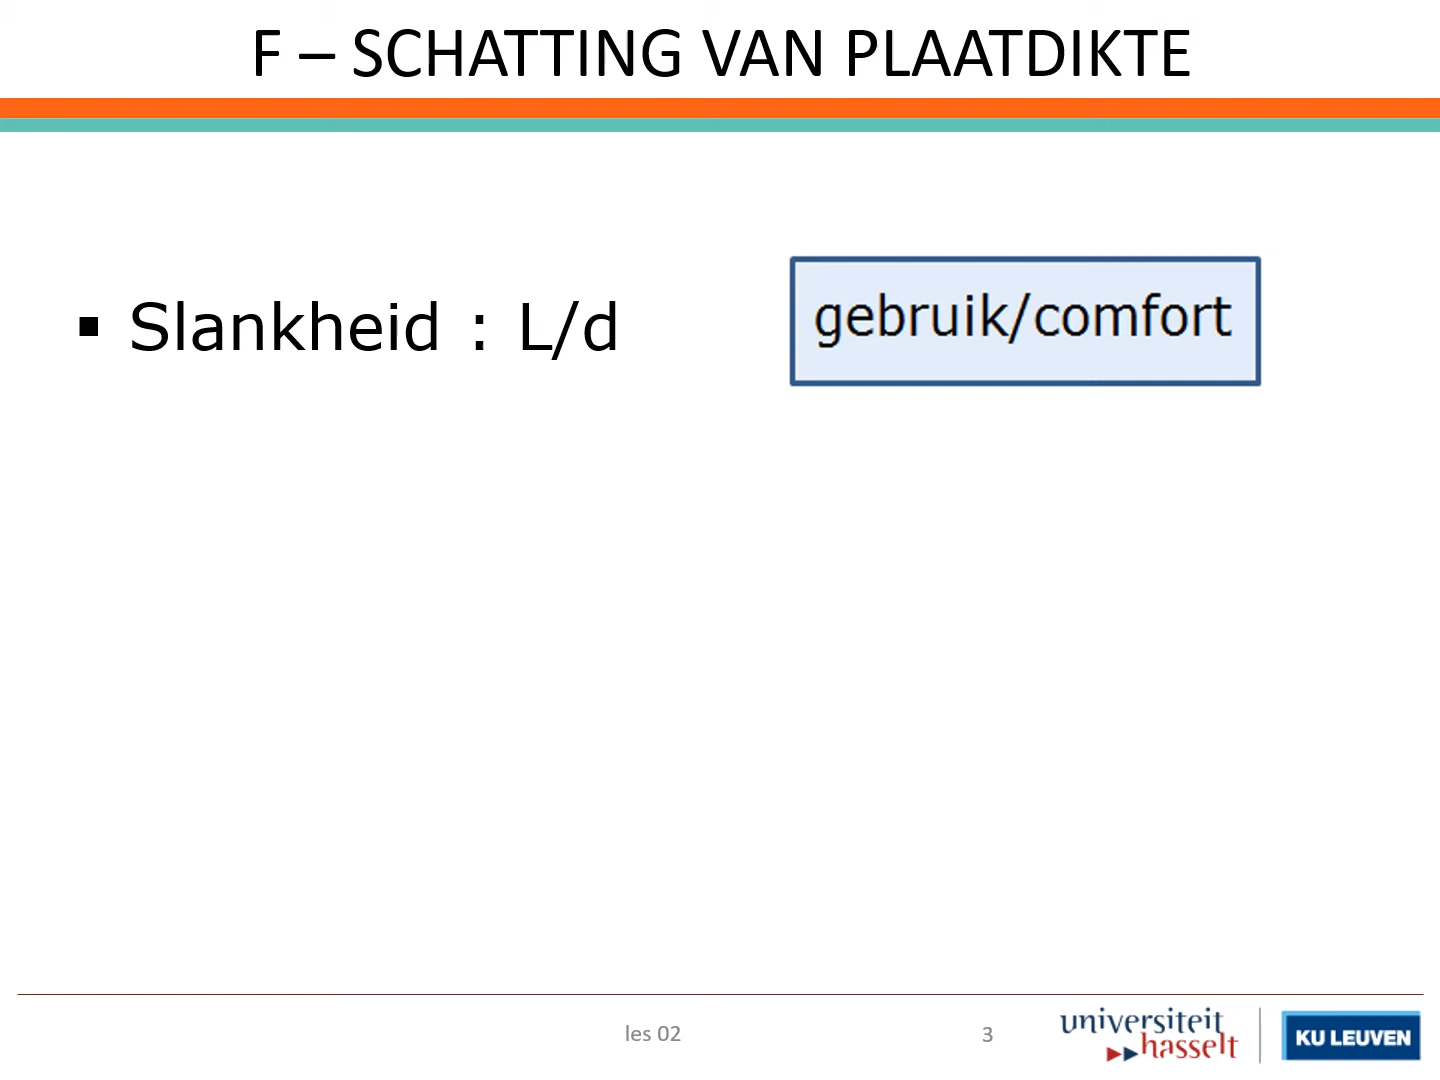 F – SCHATTING VAN PLAATDIKTE
▪ Slankheid : L/d
gebruik/comfort
les 02
3
universiteit
hasselt
KU LEUVEN